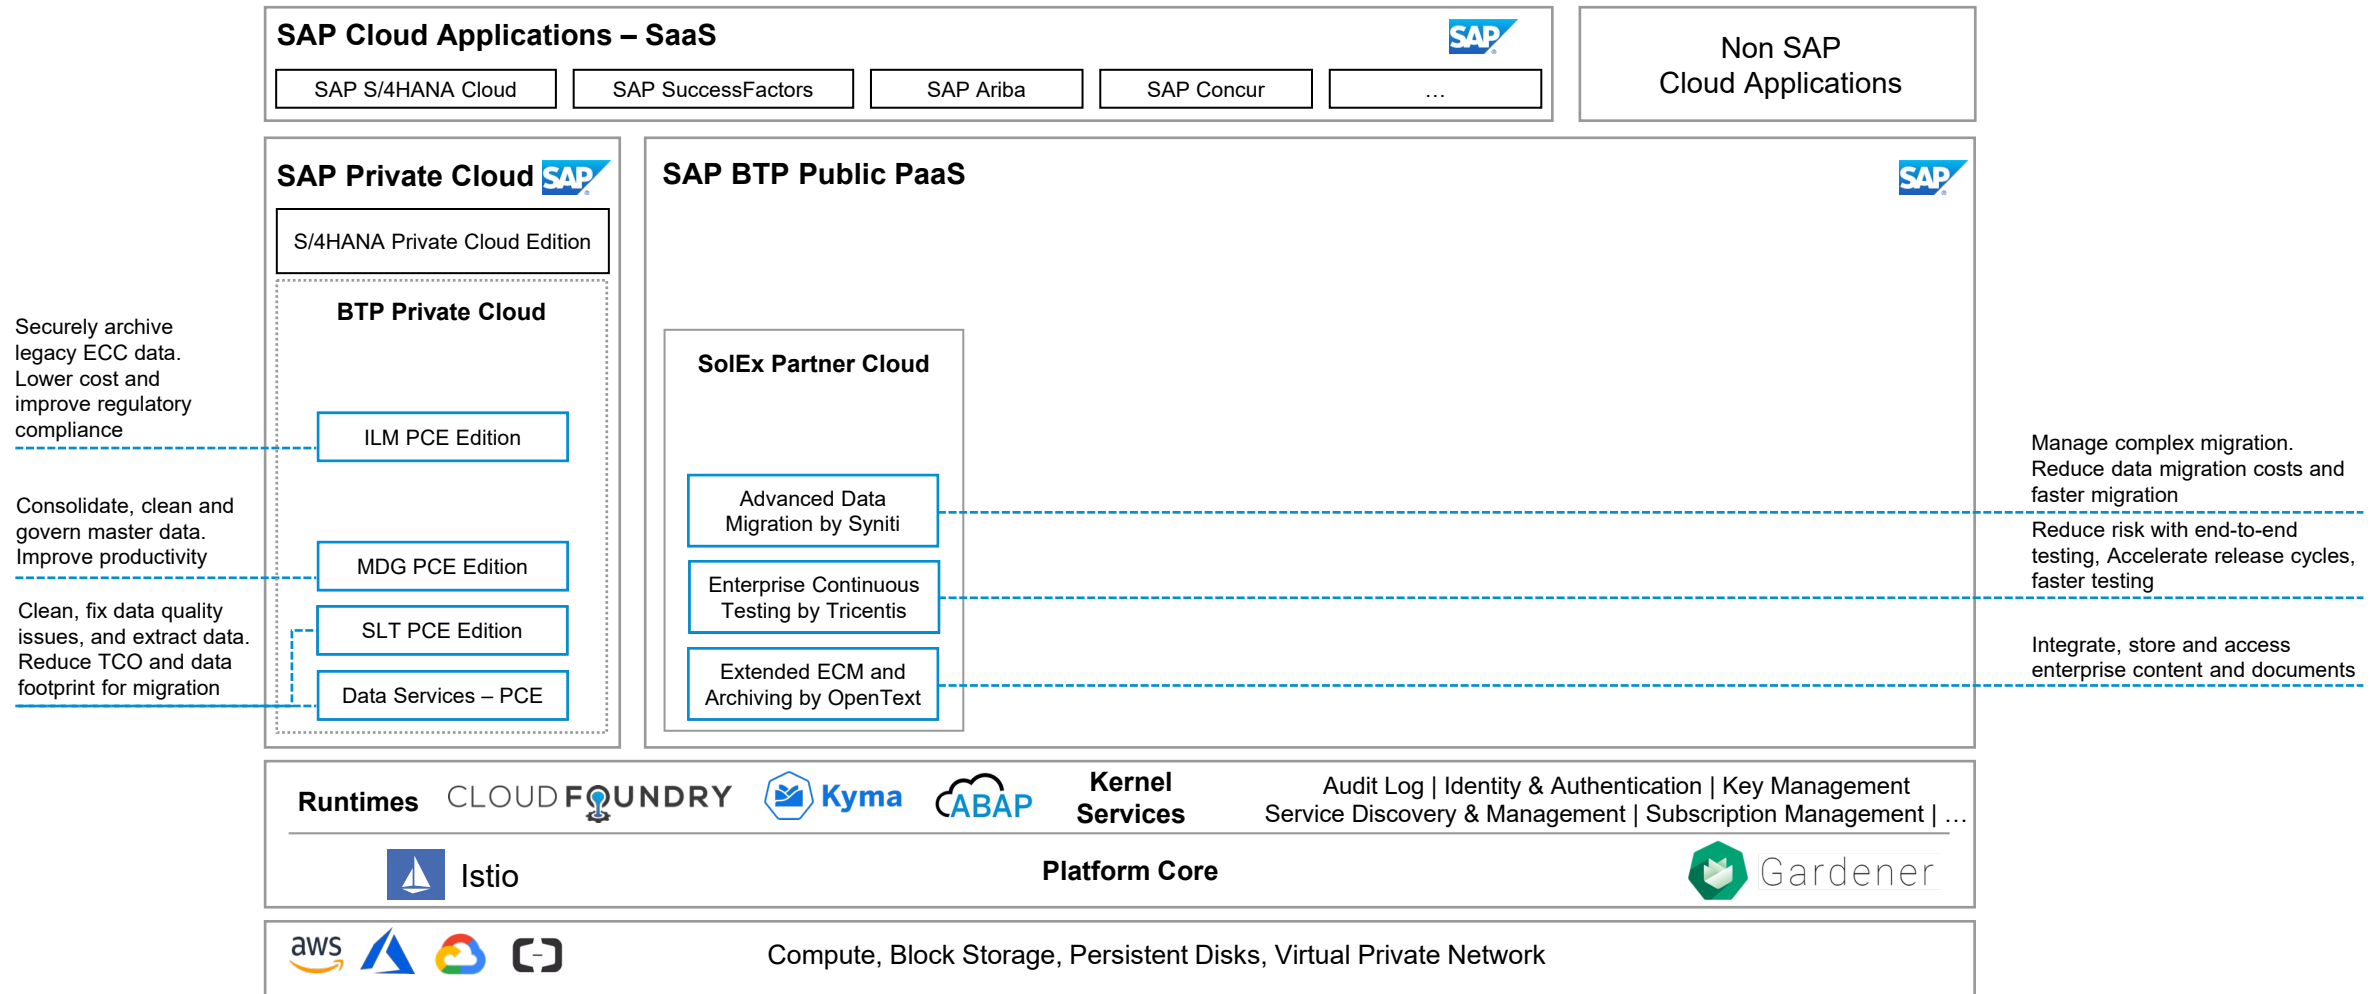 SAP Cloud Applications – SaaS
SAP
SAP S/4HANA Cloud
SAP SuccessFactors
SAP Ariba
SAP Concur
…
Non SAP
Cloud Applications
SAP Private Cloud
SAP
S/4HANA Private Cloud Edition
BTP Private Cloud
ILM PCE Edition
MDG PCE Edition
SLT PCE Edition
Data Services – PCE
Securely archive
legacy ECC data.
Lower cost and
improve regulatory
compliance
Consolidate, clean and
govern master data.
Improve productivity
Clean, fix data quality
issues, and extract data.
Reduce TCO and data
footprint for migration
SAP BTP Public PaaS
SAP
SolEx Partner Cloud
Advanced Data
Migration by Syniti
Enterprise Continuous
Testing by Tricentis
Extended ECM and
Archiving by OpenText
Manage complex migration.
Reduce data migration costs and
faster migration
Reduce risk with end-to-end
testing, Accelerate release cycles,
faster testing
Integrate, store and access
enterprise content and documents
Runtimes
CLOUD FOUNDRY
Kyma
ABAP
Kernel
Services
Audit Log | Identity & Authentication | Key Management
Service Discovery & Management | Subscription Management | …
Istio
Platform Core
Gardener
aws
Compute, Block Storage, Persistent Disks, Virtual Private Network